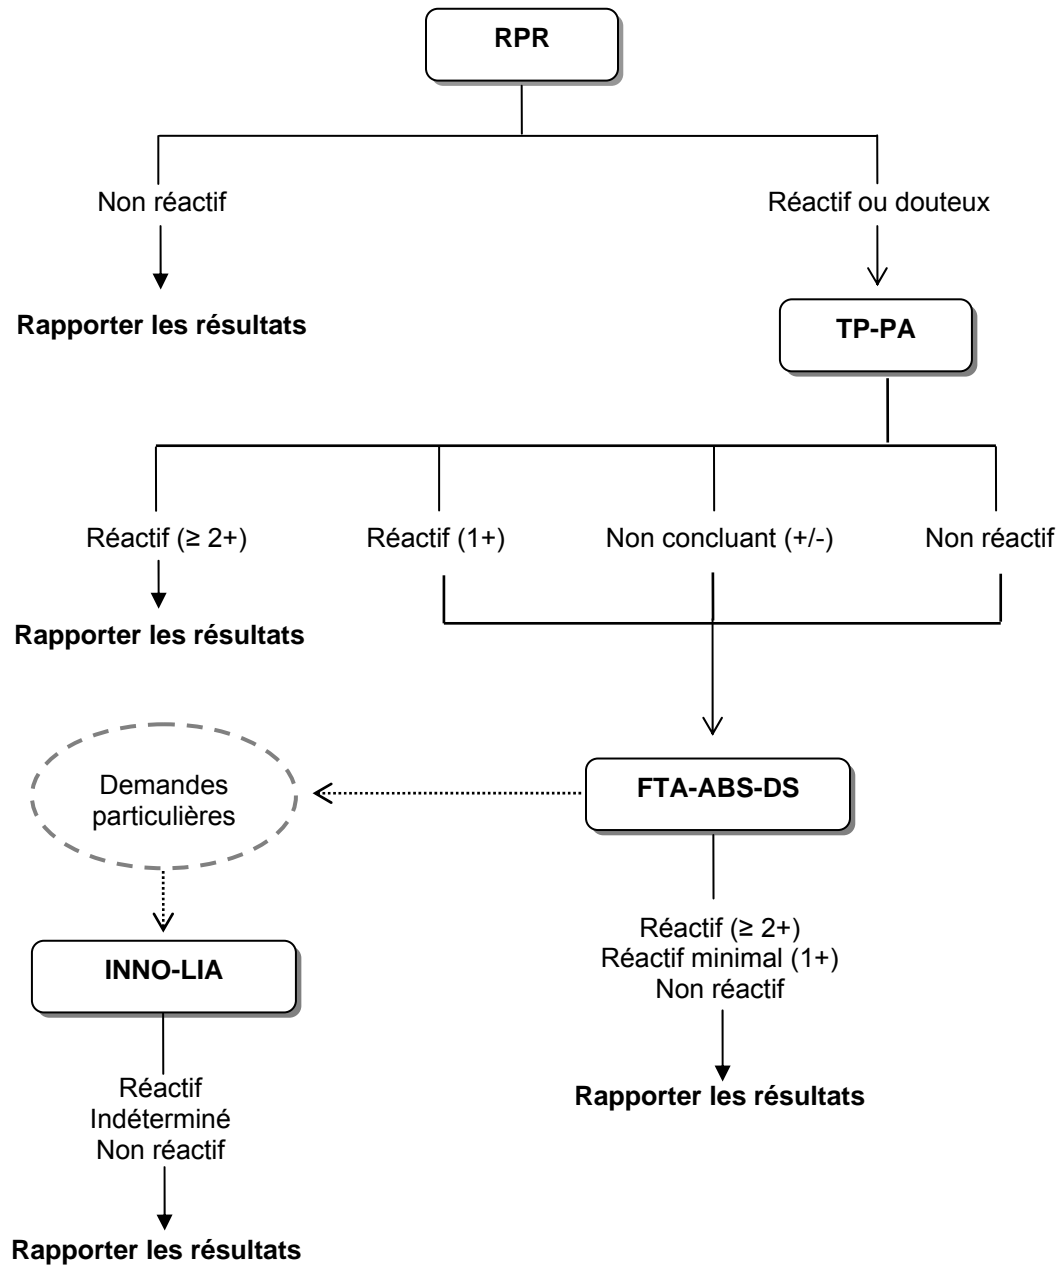 RPR
Non réactif
Réactif ou douteux
Rapporter les résultats
TP-PA
Réactif (≥ 2+)
Réactif (1+)
Non concluant (+/-)
Non réactif
Rapporter les résultats
Demandes
particulières
FTA-ABS-DS
Réactif (≥ 2+)
Réactif minimal (1+)
Non réactif
Rapporter les résultats
INNO-LIA
Réactif
Indéterminé
Non réactif
Rapporter les résultats